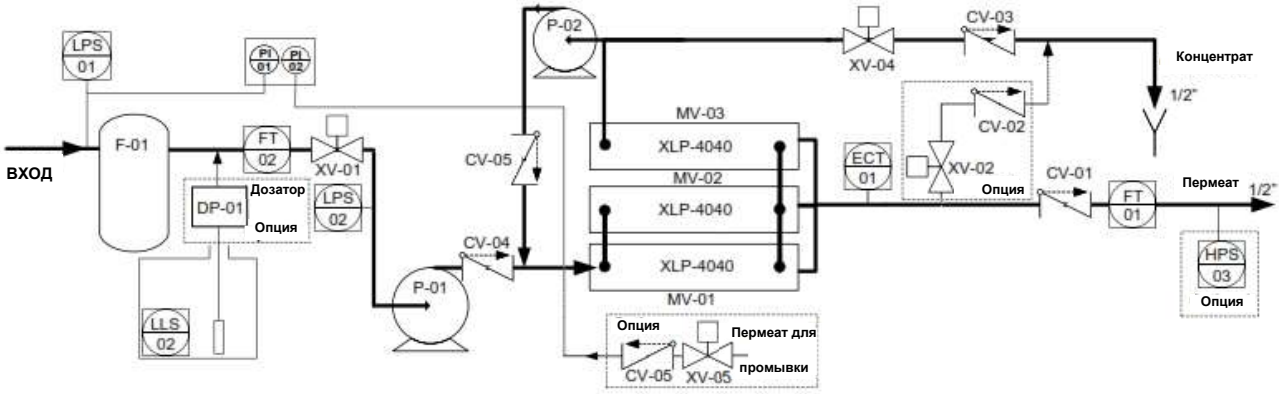 LPS
01
PI
01
PI
02
P-02
CV-03
XV-04
Концентрат
1/2"
F-01
FT
02
XV-01
ВХОД
CV-05
MV-03
XLP-4040
MV-02
XLP-4040
XLP-4040
MV-01
CV-02
XV-02
Опция
ECT
01
CV-01
FT
01
Пермеат
1/2"
Дозатор
DP-01
Опция
LPS
02
CV-04
P-01
HPS
03
Опция
LLS
02
Опция
Пермеат для
промывки
CV-05
XV-05